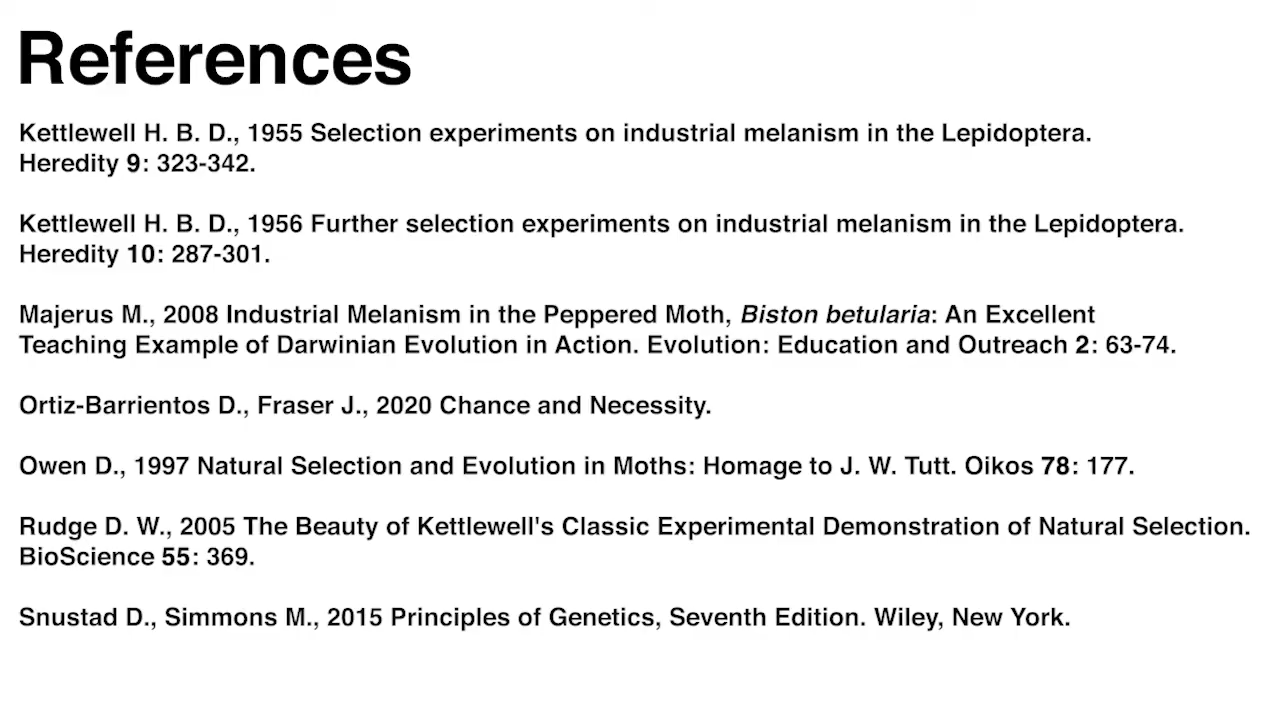 References
Kettlewell H. B. D., 1955 Selection experiments on industrial melanism in the Lepidoptera.
Heredity 9: 323-342.
Kettlewell H. B. D., 1956 Further selection experiments on industrial melanism in the Lepidoptera.
Heredity 10: 287-301.
Majerus M., 2008 Industrial Melanism in the Peppered Moth, Biston betularia: An Excellent
Teaching Example of Darwinian Evolution in Action. Evolution: Education and Outreach 2: 63-74.
Ortiz-Barrientos D., Fraser J., 2020 Chance and Necessity.
Owen D., 1997 Natural Selection and Evolution in Moths: Homage to J. W. Tutt. Oikos 78: 177.
Rudge D. W., 2005 The Beauty of Kettlewell's Classic Experimental Demonstration of Natural Selection.
BioScience 55: 369.
Snustad D., Simmons M., 2015 Principles of Genetics, Seventh Edition. Wiley, New York.